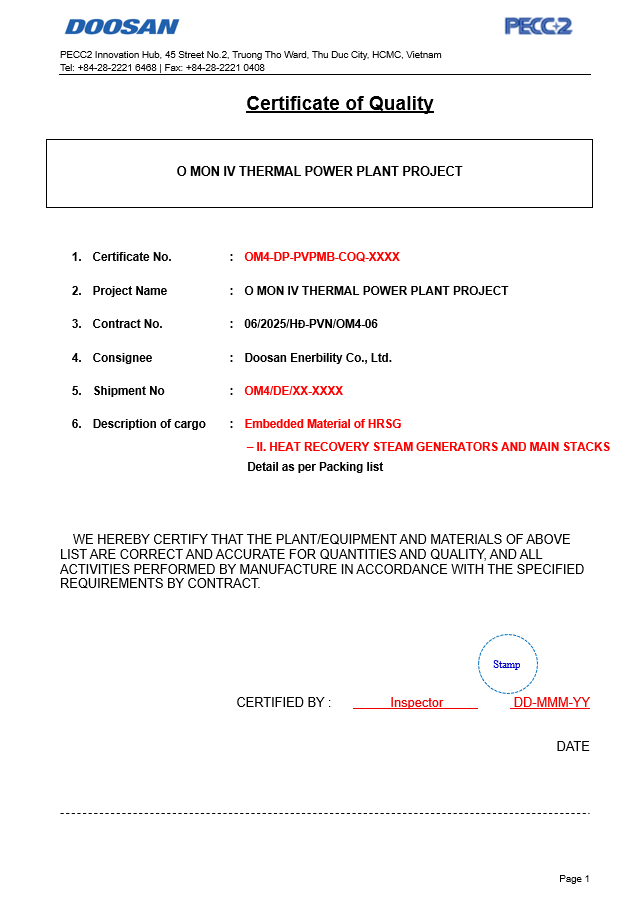 DOOSAN PECC2
PECC2 Innovation Hub, 45 Street No.2, Truong Tho Ward, Thu Duc City, HCMC, Vietnam
Tel: +84-28-2221 6468 | Fax: +84-28-2221 0408
Certificate of Quality
O MON IV THERMAL POWER PLANT PROJECT
1. Certificate No. : OM4-DP-PVPMB-COQ-XXXX
2. Project Name : O MON IV THERMAL POWER PLANT PROJECT
3. Contract No. : 06/2025/HĐ-PVN/OM4-06
4. Consignee : Doosan Enerbility Co., Ltd.
5. Shipment No : OM4/DE/XX-XXXX
6. Description of cargo : Embedded Material of HRSG
– II. HEAT RECOVERY STEAM GENERATORS AND MAIN STACKS
Detail as per Packing list
WE HEREBY CERTIFY THAT THE PLANT/EQUIPMENT AND MATERIALS OF ABOVE
LIST ARE CORRECT AND ACCURATE FOR QUANTITIES AND QUALITY, AND ALL
ACTIVITIES PERFORMED BY MANUFACTURE IN ACCORDANCE WITH THE SPECIFIED
REQUIREMENTS BY CONTRACT.
Stamp
CERTIFIED BY : Inspector DD-MMM-YY
DATE
Page 1